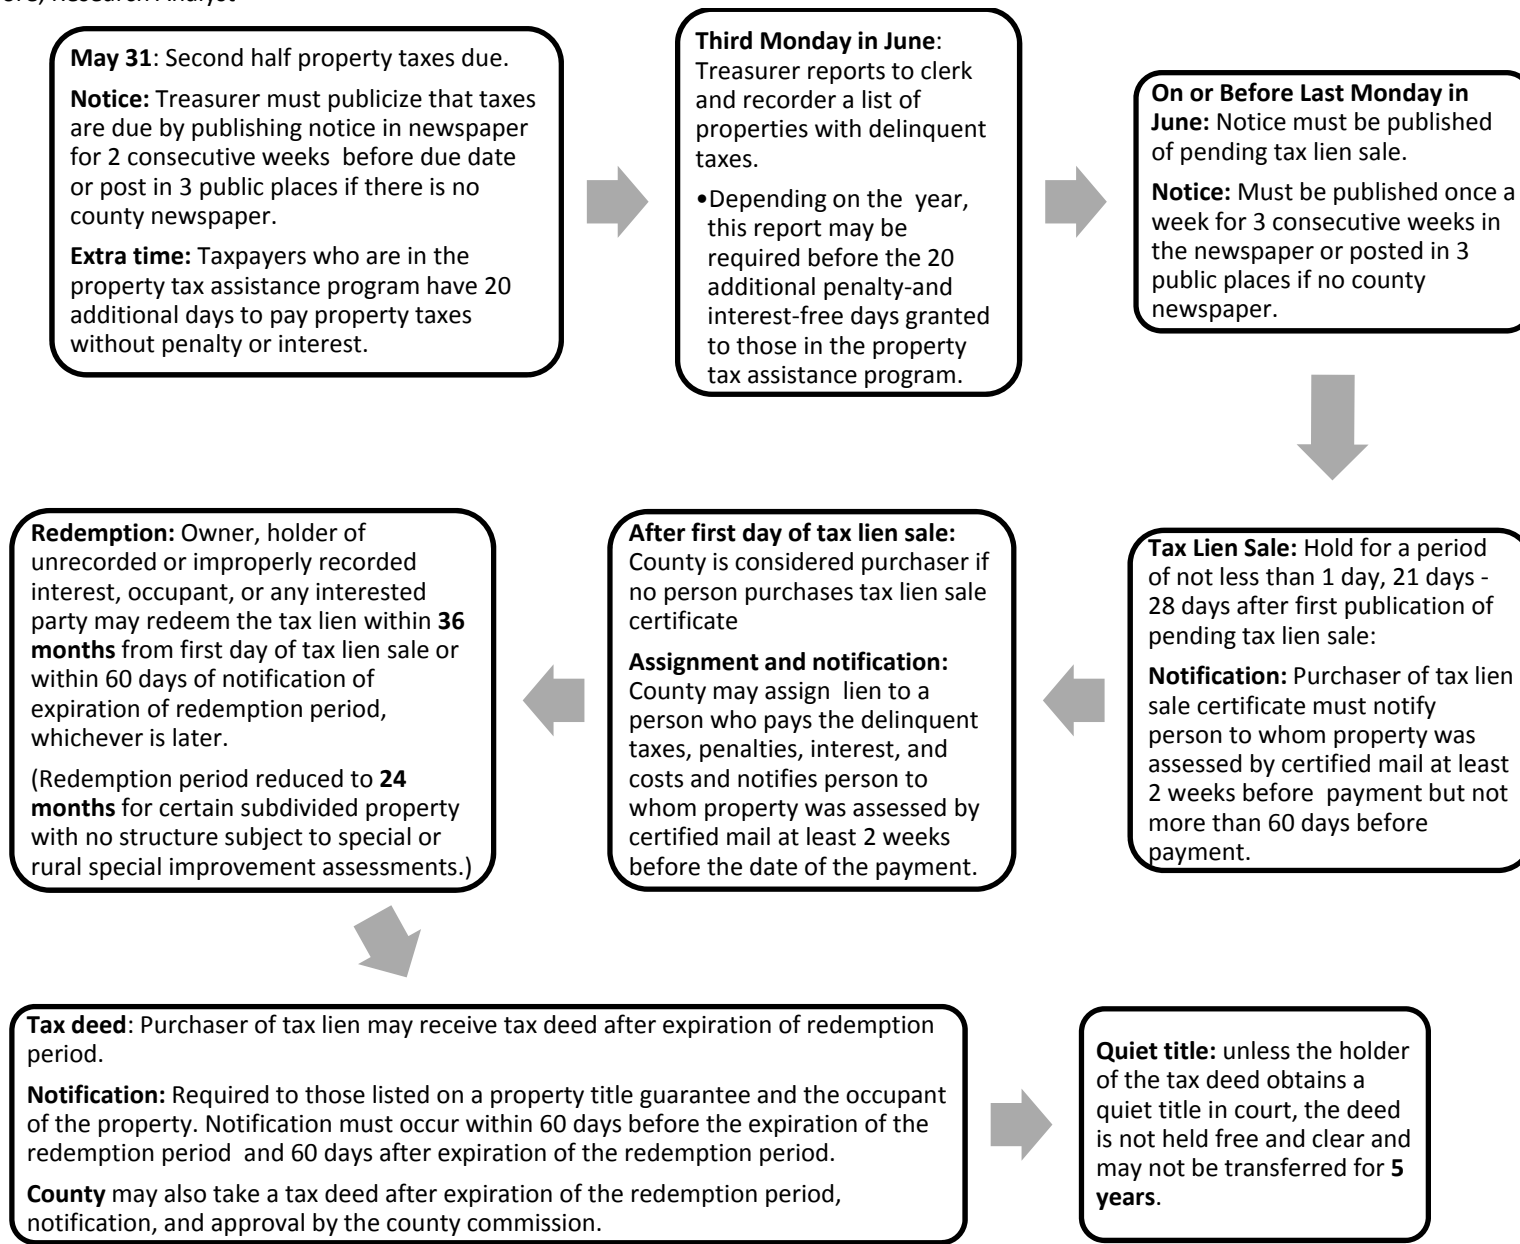 Research Analyst
May 31: Second half property taxes due.
Notice: Treasurer must publicize that taxes
are due by publishing notice in newspaper
for 2 consecutive weeks before due date
or post in 3 public places if there is no
county newspaper.
Extra time: Taxpayers who are in the
property tax assistance program have 20
additional days to pay property taxes
without penalty or interest.
Third Monday in June:
Treasurer reports to clerk
and recorder a list of
properties with delinquent
taxes.
•Depending on the year,
this report may be
required before the 20
additional penalty-and
interest-free days granted
to those in the property
tax assistance program.
On or Before Last Monday in
June: Notice must be published
of pending tax lien sale.
Notice: Must be published once a
week for 3 consecutive weeks in
the newspaper or posted in 3
public places if no county
newspaper.
Tax Lien Sale: Hold for a period
of not less than 1 day, 21 days -
28 days after first publication of
pending tax lien sale:
Notification: Purchaser of tax lien
sale certificate must notify
person to whom property was
assessed by certified mail at least
2 weeks before payment but not
more than 60 days before
payment.
After first day of tax lien sale:
County is considered purchaser if
no person purchases tax lien sale
certificate
Assignment and notification:
County may assign lien to a
person who pays the delinquent
taxes, penalties, interest, and
costs and notifies person to
whom property was assessed by
certified mail at least 2 weeks
before the date of the payment.
Redemption: Owner, holder of
unrecorded or improperly recorded
interest, occupant, or any interested
party may redeem the tax lien within 36
months from first day of tax lien sale or
within 60 days of notification of
expiration of redemption period,
whichever is later.
(Redemption period reduced to 24
months for certain subdivided property
with no structure subject to special or
rural special improvement assessments.)
Tax deed: Purchaser of tax lien may receive tax deed after expiration of redemption
period.
Notification: Required to those listed on a property title guarantee and the occupant
of the property. Notification must occur within 60 days before the expiration of the
redemption period and 60 days after expiration of the redemption period.
County may also take a tax deed after expiration of the redemption period,
notification, and approval by the county commission.
Quiet title: unless the holder
of the tax deed obtains a
quiet title in court, the deed
is not held free and clear and
may not be transferred for 5
years.